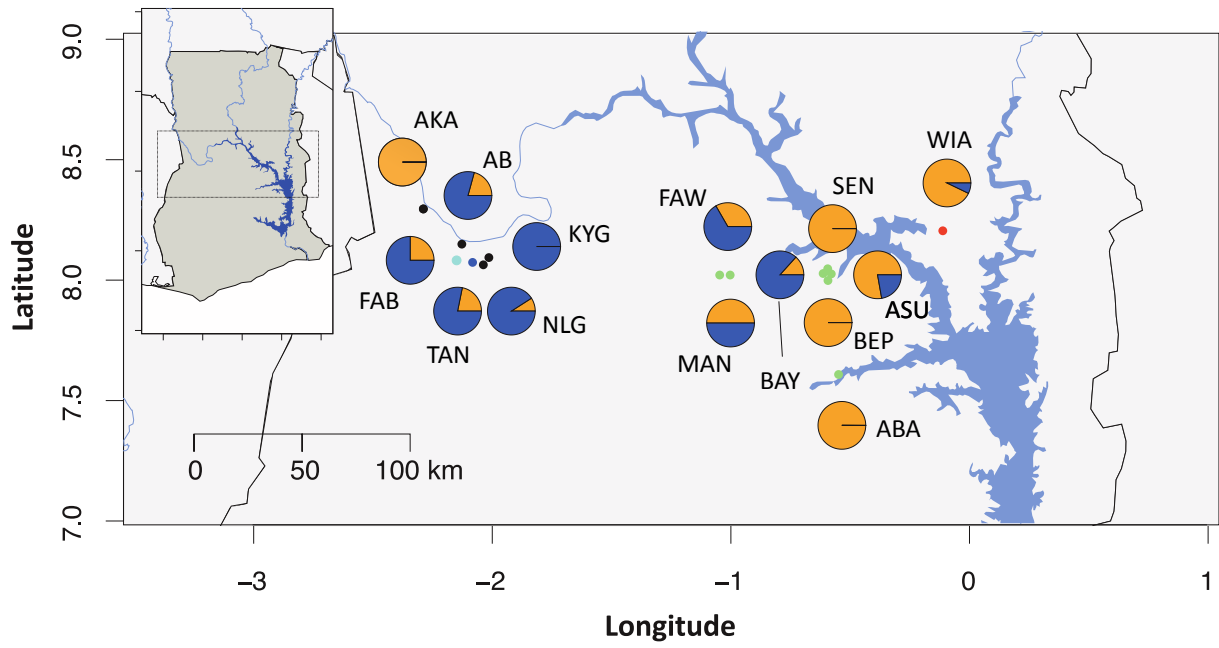 9.0
8.5
8.0
7.5
7.0
Latitude
AKA
AB
KYG
FAB
TAN
NLG
WIA
SEN
FAW
ASU
MAN
BAY
BEP
ABA
0 50 100 km
−3 −2 −1 0 1
Longitude